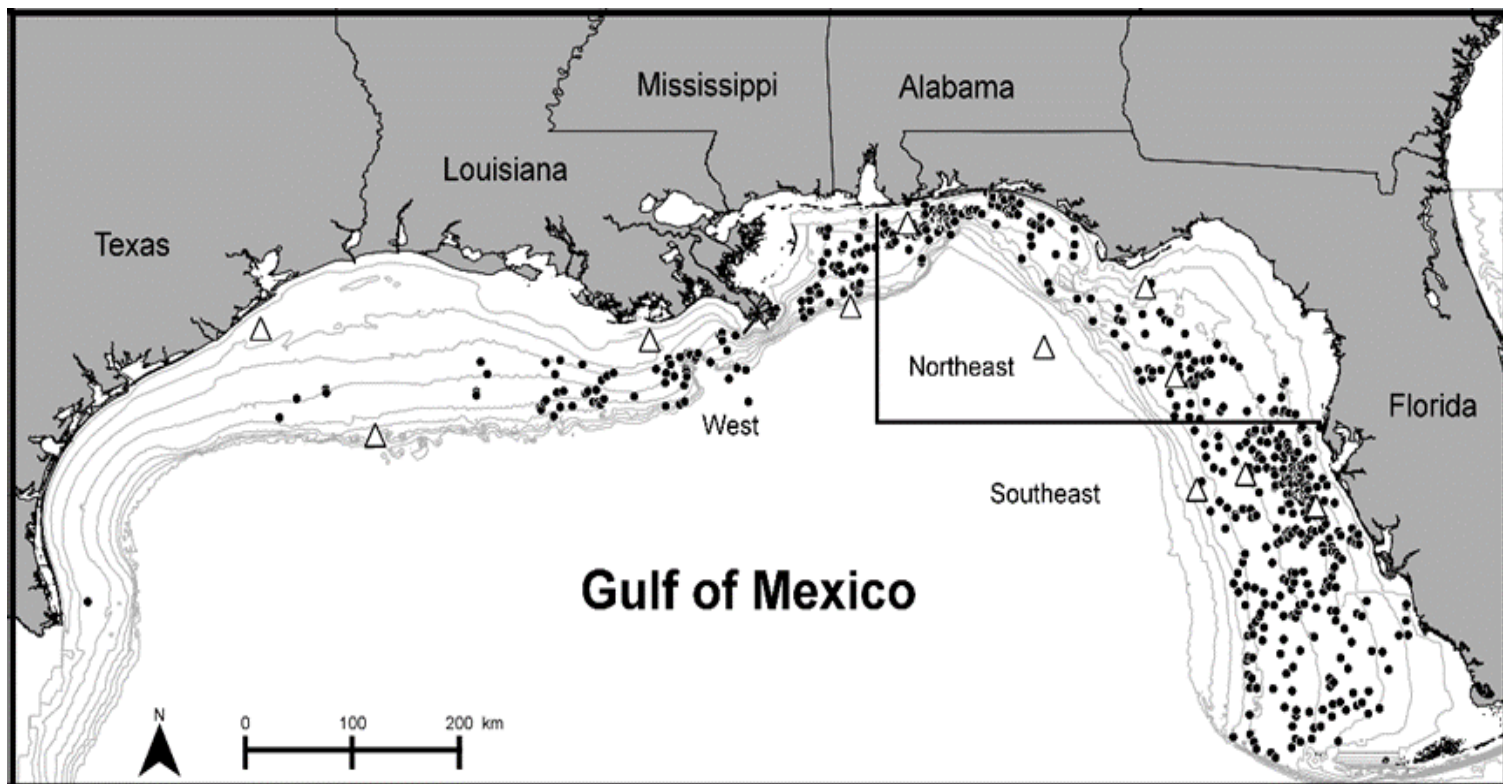 Mississippi
Alabama
Louisiana
Texas
Northeast
Florida
West
Southeast
Gulf of Mexico
N
0 100 200 km